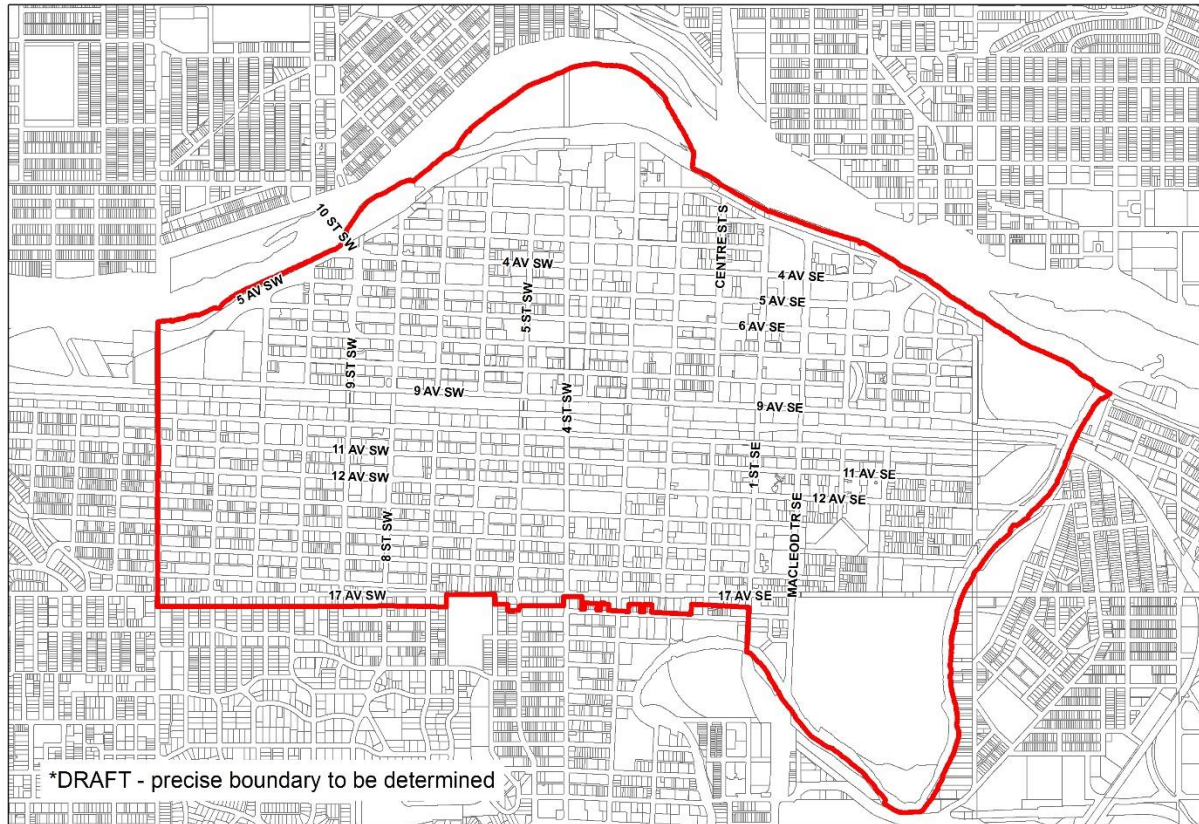 10 ST SW
CENTRE ST S
4 AV SW
4 AV SE
5 AV SW
5 ST SW
5 AV SE
6 AV SE
9 ST SW
9 AV SW
4 ST SW
9 AV SE
11 AV SW
1 ST SE
11 AV SE
12 AV SW
12 AV SE
8 ST SW
MACLEOD TR SE
17 AV SW
17 AV SE
*DRAFT - precise boundary to be determined